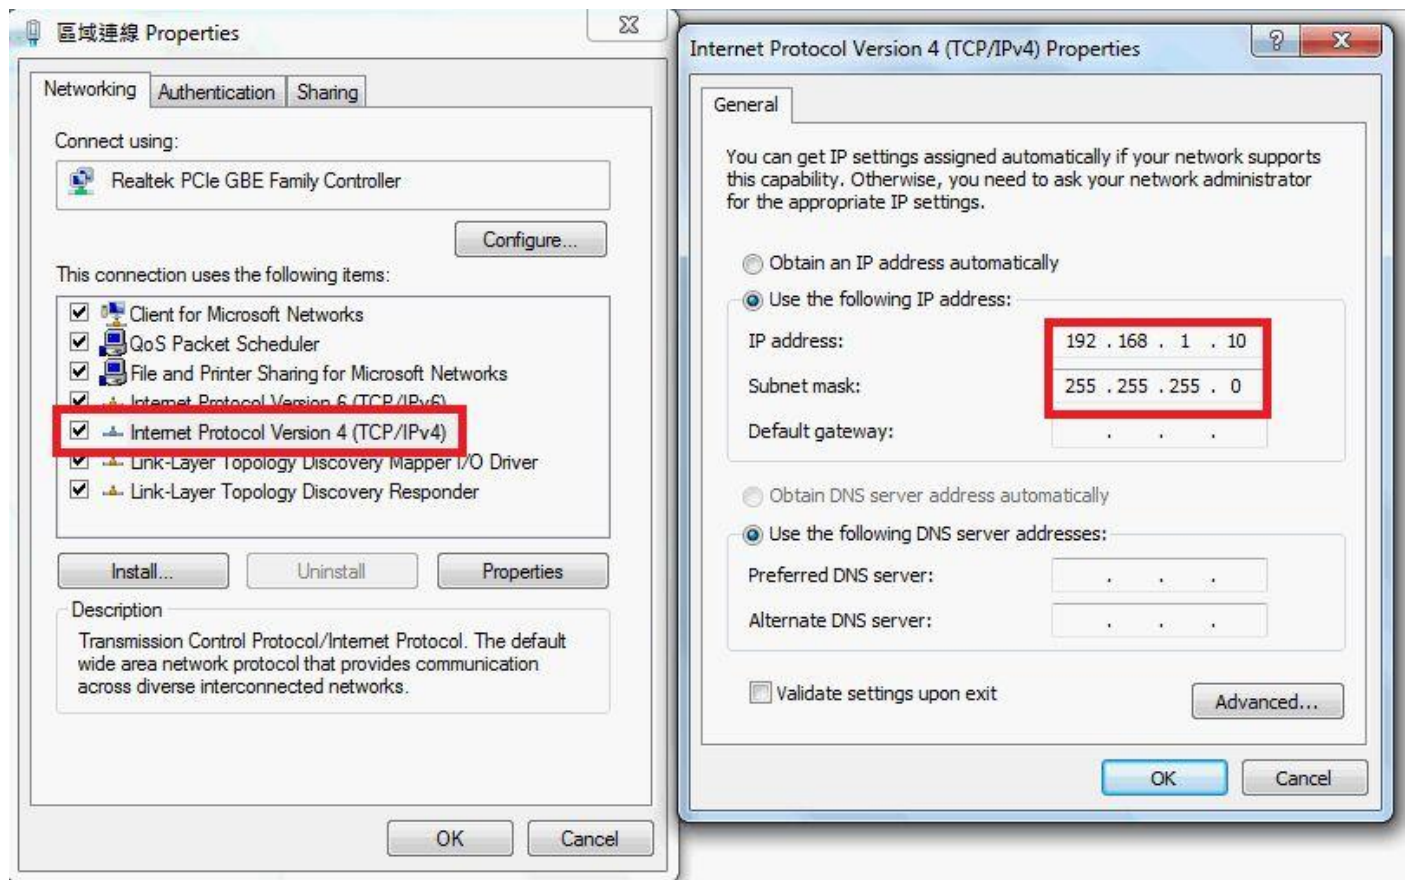 區域連線 Properties
Networking
Authentication
Sharing
Connect using:
Realtek PCIe GBE Family Controller
Configure...
This connection uses the following items:
Client for Microsoft Networks
QoS Packet Scheduler
File and Printer Sharing for Microsoft Networks
Internet Protocol Version 6 (TCP/IPv6)
Internet Protocol Version 4 (TCP/IPv4)
Link-Layer Topology Discovery Mapper I/O Driver
Link-Layer Topology Discovery Responder
Install...
Uninstall
Properties
Description
Transmission Control Protocol/Internet Protocol. The default
wide area network protocol that provides communication
across diverse interconnected networks.
OK
Cancel
Internet Protocol Version 4 (TCP/IPv4) Properties
?
General
You can get IP settings assigned automatically if your network supports
this capability. Otherwise, you need to ask your network administrator
for the appropriate IP settings.
Obtain an IP address automatically
Use the following IP address:
IP address: 192 . 168 . 1 . 10
Subnet mask: 255 . 255 . 255 . 0
Default gateway: . . .
Obtain DNS server address automatically
Use the following DNS server addresses:
Preferred DNS server: . . .
Alternate DNS server: . . .
Validate settings upon exit
Advanced...
OK
Cancel